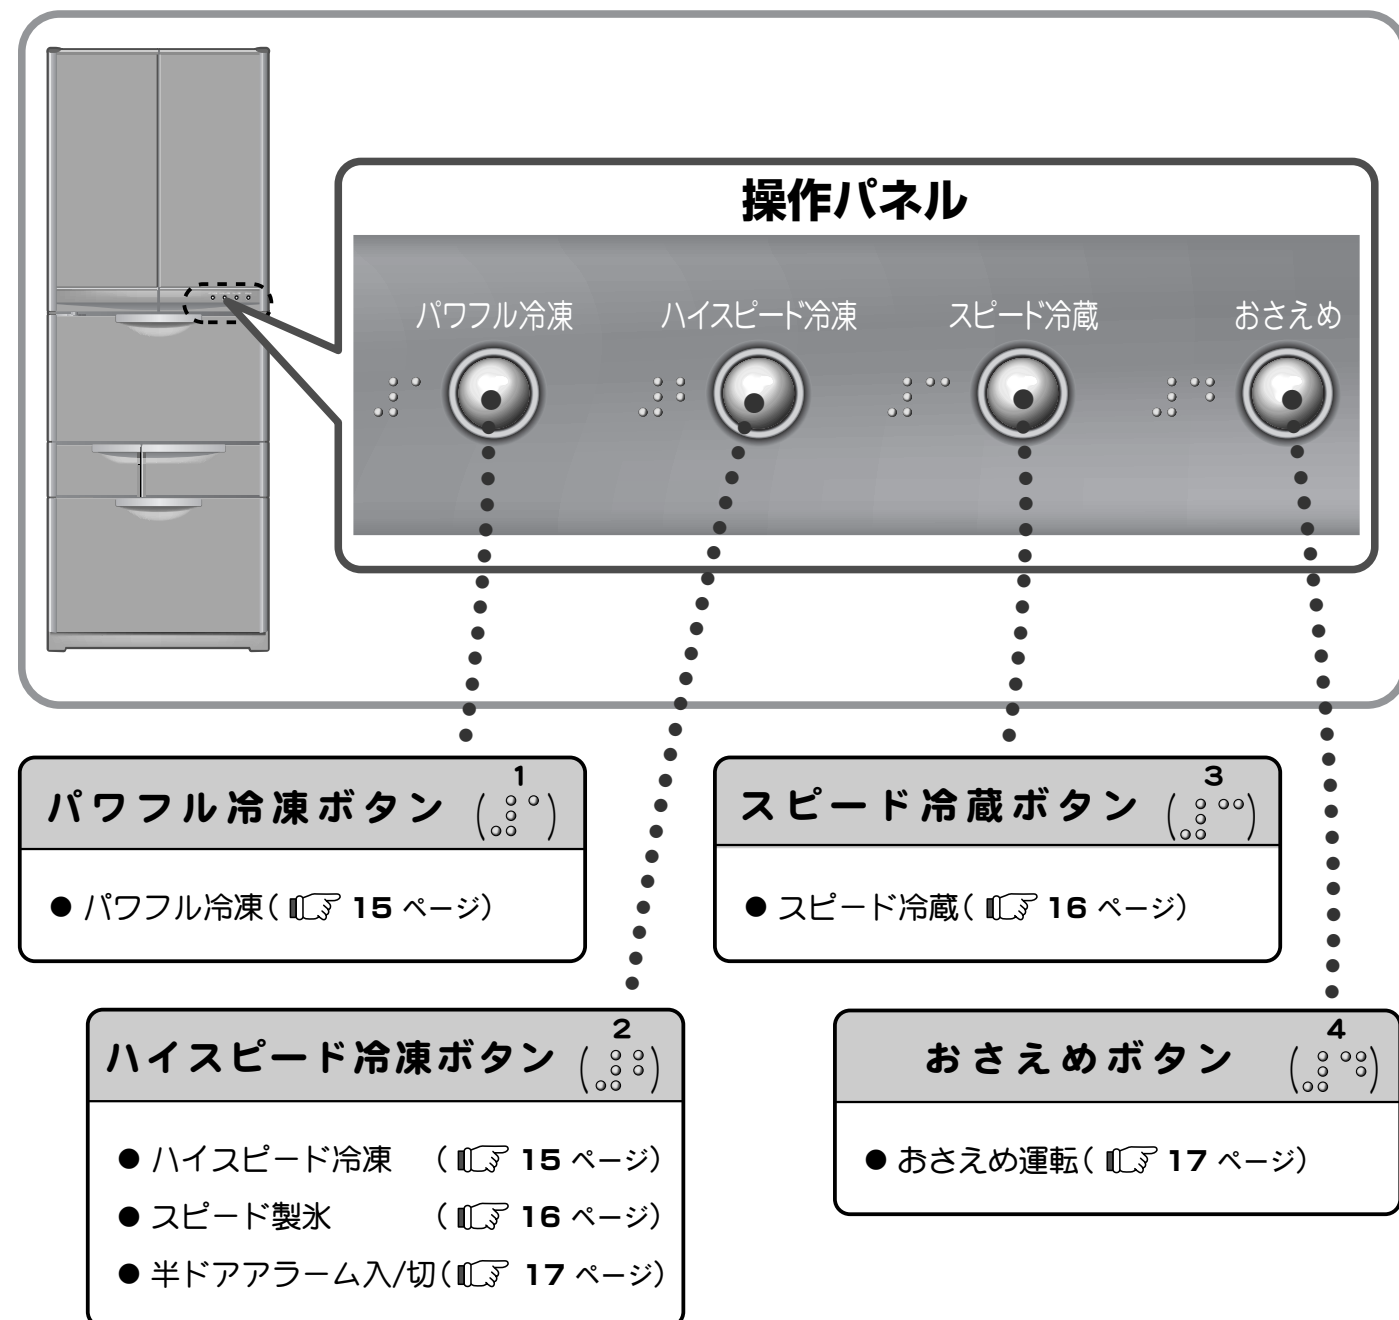 操作パネル
パワフル冷凍
ハイスピード冷凍
スピード冷蔵
おさえめ
パワフル冷凍ボタン (⠼⠁)
1
● パワフル冷凍( ☞ 15 ページ)
ハイスピード冷凍ボタン (⠼⠃)
2
● ハイスピード冷凍 ( ☞ 15 ページ)
● スピード製氷 ( ☞ 16 ページ)
● 半ドアアラーム入/切( ☞ 17 ページ)
スピード冷蔵ボタン (⠼⠉)
3
● スピード冷蔵( ☞ 16 ページ)
おさえめボタン (⠼⠙)
4
● おさえめ運転( ☞ 17 ページ)